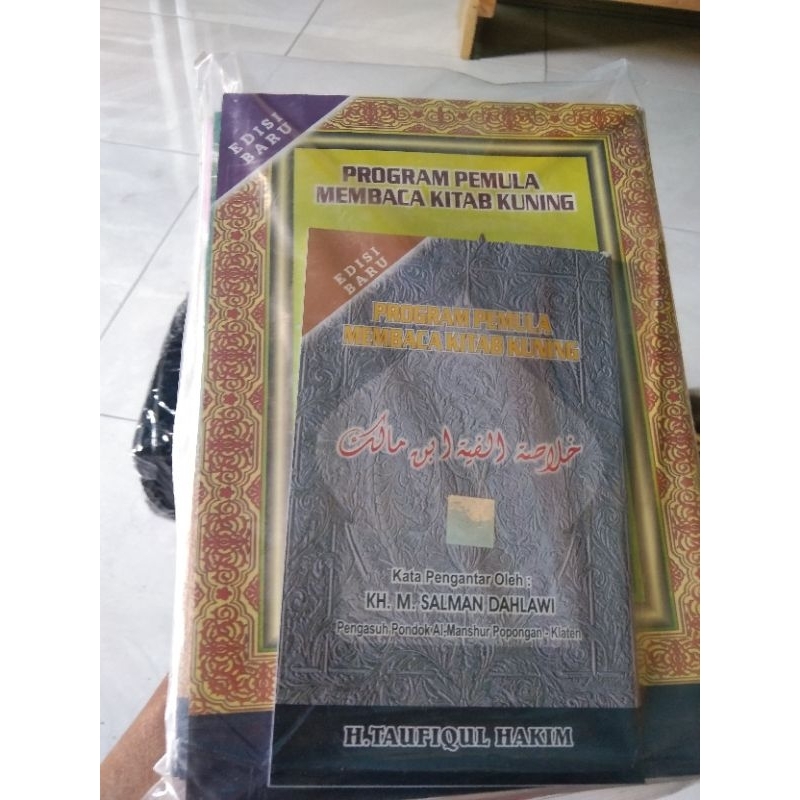 EDISI
BARU
PROGRAM PEMULA
MEMBACA KITAB KUNING
EDISI
BARU
PROGRAM PEMULA
MEMBACA KITAB KUNING
خلاصة الفية ابن مالك
Kata Pengantar Oleh :
KH. M. SALMAN DAHLAWI
Pengasuh Pondok Al-Manshur Popongan - Klaten
H.TAUFIQUL HAKIM